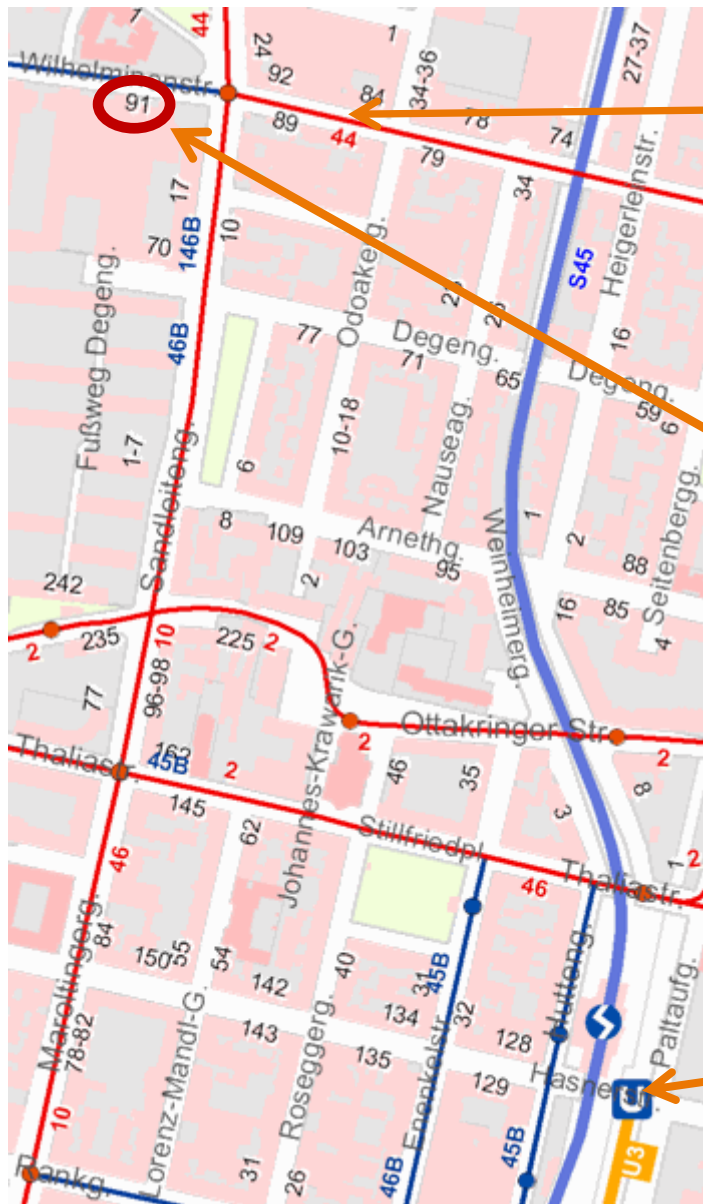 1
44
24
92
1
84
34-36
27-37
Wilhelminenstr.
91
89
44
78
79
74
34
17
10
146B
70
S45
Heigerleinstr.
Odoakerg.
46B
Fußweg Degeng.
77
Degeng.
71
65
16
Degeng.
59
6
10-18
Nauseag.
1-7
Sandleiteng.
6
8
109
Arnethg.
103
95
2
Weinheimerg.
1
2
88
85
16
Seitenbergg.
4
242
235
2
10
225
2
77
96-98
162
Johannes-Krawarik-G.
Ottakringer Str.
2
2
Thaliastr.
45B
2
46
35
8
145
62
Stillfriedpl.
3
46
Thaliastr.
1
2
46
Maroltingerg.
84
150
55
54
142
40
31
45B
32
Hutteng.
143
134
128
Paltaufg.
78-82
Lorenz-Mandl-G.
Roseggerg.
135
Enenkelstr.
129
Hasnerstr.
U
10
31
26
46B
45B
U3